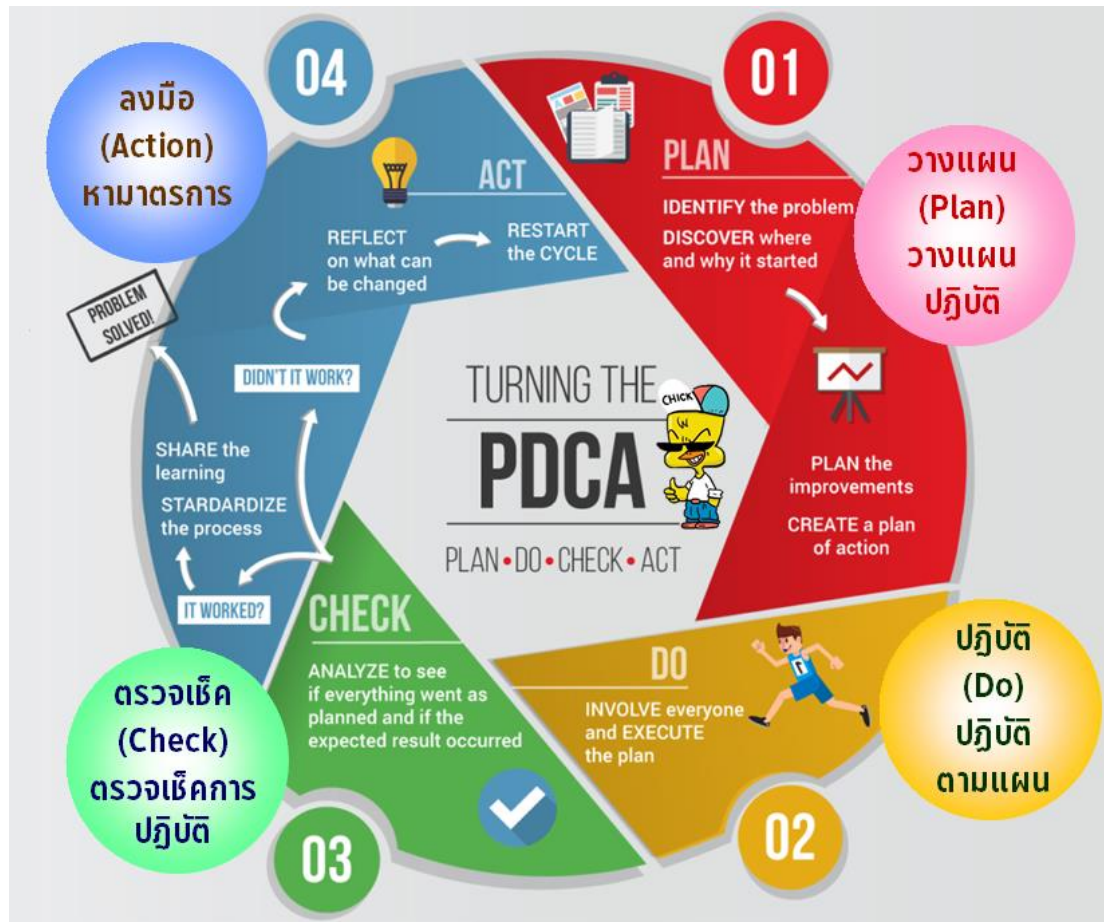 01
PLAN
IDENTIFY the problem
DISCOVER where
and why it started
PLAN the
improvements
CREATE a plan
of action
วางแผน
(Plan)
วางแผน
ปฎิบัติ
DO
INVOLVE everyone
and EXECUTE
the plan
02
ปฎิบัติ
(Do)
ปฎิบัติ
ตามแผน
CHECK
ANALYZE to see
if everything went as
planned and if the
expected result occurred
03
ตรวจเช็ค
(Check)
ตรวจเช็คการ
ปฎิบัติ
IT WORKED?
STARDARDIZE
the process
SHARE the
learning
PROBLEM
SOLVED!
DIDN'T IT WORK?
04
ACT
REFLECT
on what can
be changed
RESTART
the CYCLE
ลงมือ
(Action)
หามาตรการ
TURNING THE
PDCA
PLAN•DO•CHECK•ACT
CHICK